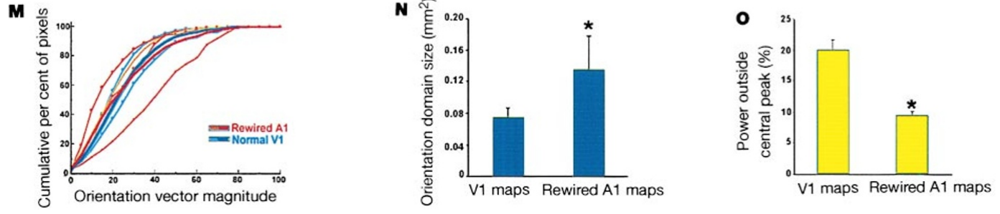 M
Cumulative per cent of pixels
100
80
60
40
20
0
0 20 40 60 80 100
Orientation vector magnitude
Rewired A1
Normal V1
N
Orientation domain size (mm2)
0.20
0.16
0.12
0.08
0.04
0
*
V1 maps Rewired A1 maps
O
Power outside
central peak (%)
25
20
15
10
5
0
*
V1 maps Rewired A1 maps